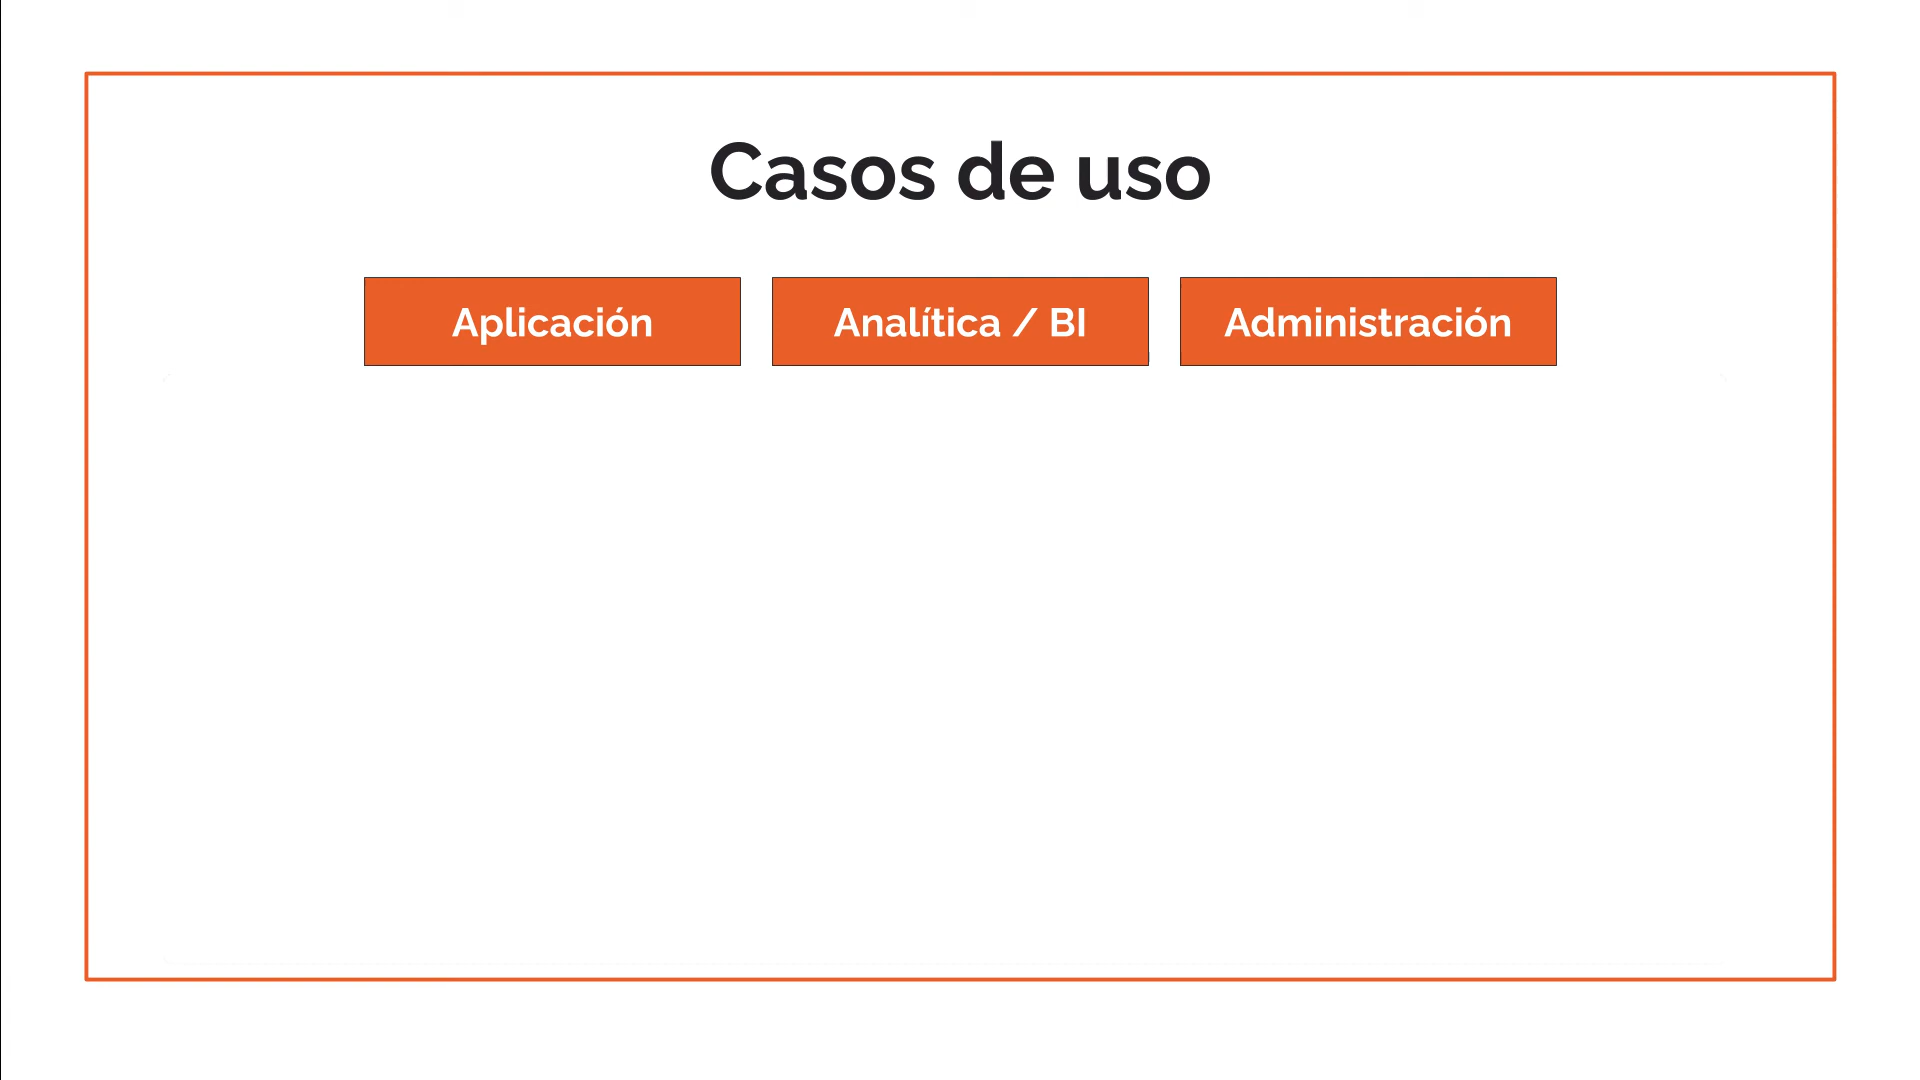 Casos de uso
Aplicación
Analítica / BI
Administración